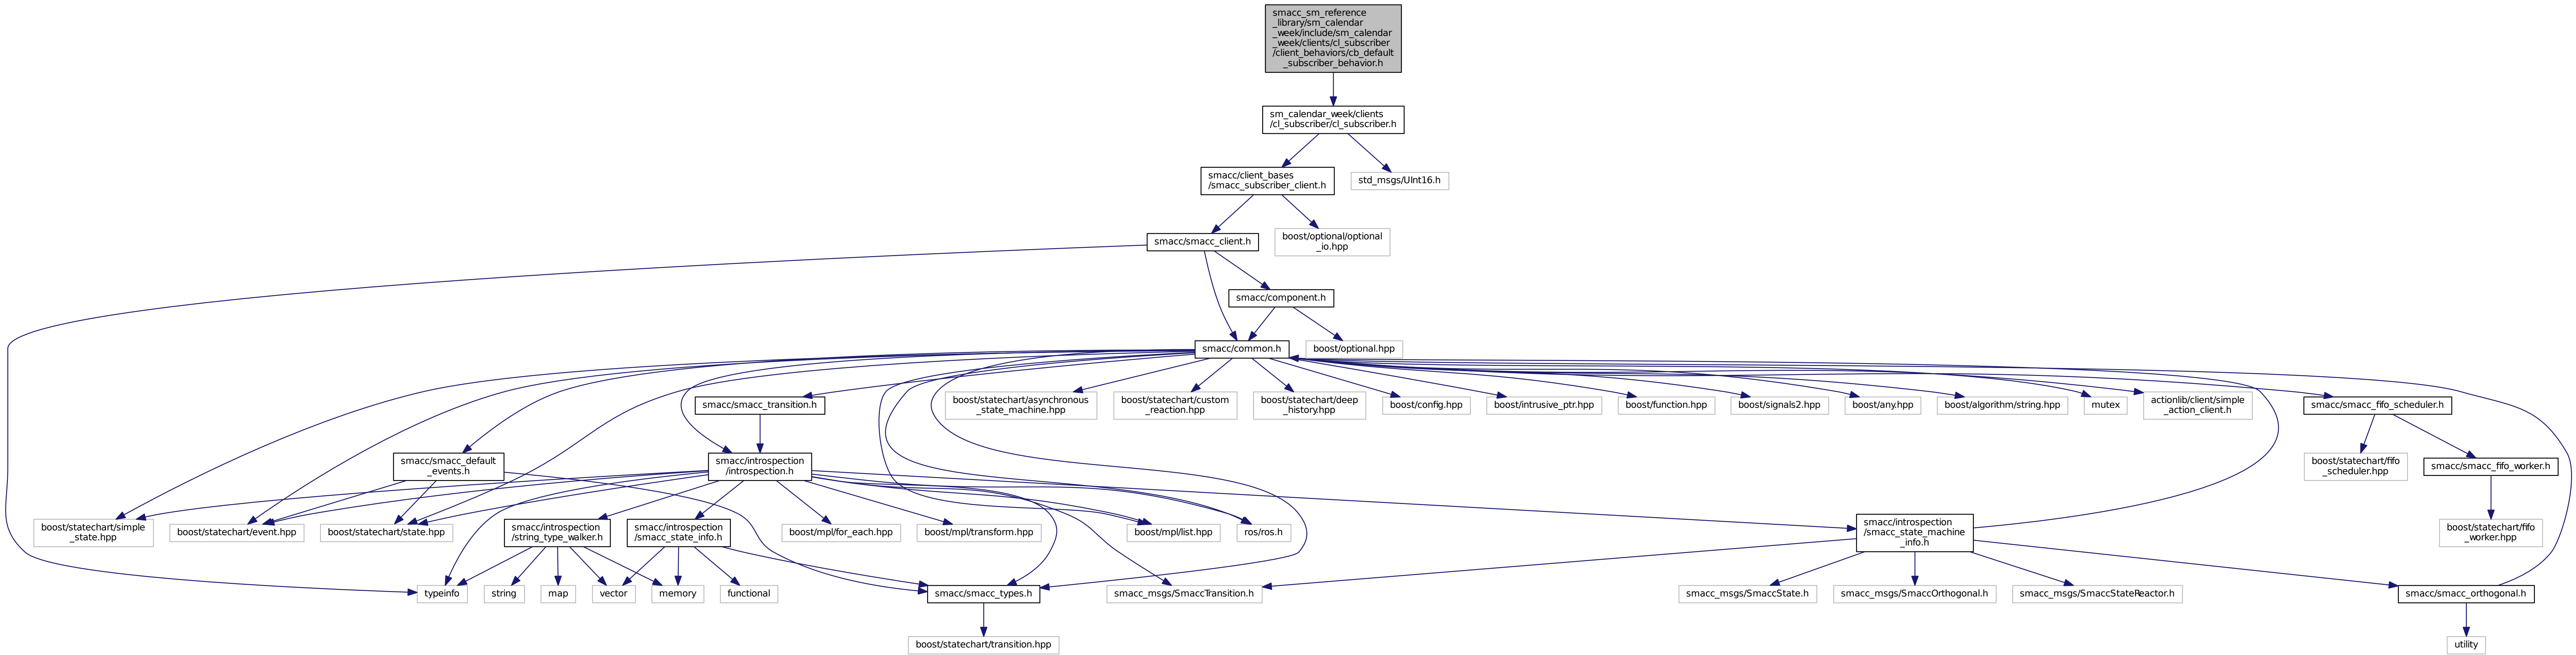 smacc_sm_reference
_library/sm_calendar
_week/include/sm_calendar
_week/clients/cl_subscriber
/client_behaviors/cb_default
_subscriber_behavior.h
sm_calendar_week/clients
/cl_subscriber/cl_subscriber.h
smacc/client_bases
/smacc_subscriber_client.h
std_msgs/UInt16.h
smacc/smacc_client.h
boost/optional/optional
_io.hpp
smacc/component.h
smacc/common.h
boost/optional.hpp
smacc/smacc_transition.h
boost/statechart/asynchronous
_state_machine.hpp
boost/statechart/custom
_reaction.hpp
boost/statechart/deep
_history.hpp
boost/config.hpp
boost/intrusive_ptr.hpp
boost/function.hpp
boost/signals2.hpp
boost/any.hpp
boost/algorithm/string.hpp
mutex
actionlib/client/simple
_action_client.h
smacc/smacc_fifo_scheduler.h
smacc/smacc_default
_events.h
smacc/introspection
/introspection.h
boost/statechart/fifo
_scheduler.hpp
smacc/smacc_fifo_worker.h
boost/statechart/simple
_state.hpp
boost/statechart/event.hpp
boost/statechart/state.hpp
smacc/introspection
/string_type_walker.h
smacc/introspection
/smacc_state_info.h
boost/mpl/for_each.hpp
boost/mpl/transform.hpp
boost/mpl/list.hpp
ros/ros.h
smacc/introspection
/smacc_state_machine
_info.h
boost/statechart/fifo
_worker.hpp
typeinfo
string
map
vector
memory
functional
smacc/smacc_types.h
smacc_msgs/SmaccTransition.h
smacc_msgs/SmaccState.h
smacc_msgs/SmaccOrthogonal.h
smacc_msgs/SmaccStateReactor.h
smacc/smacc_orthogonal.h
boost/statechart/transition.hpp
utility